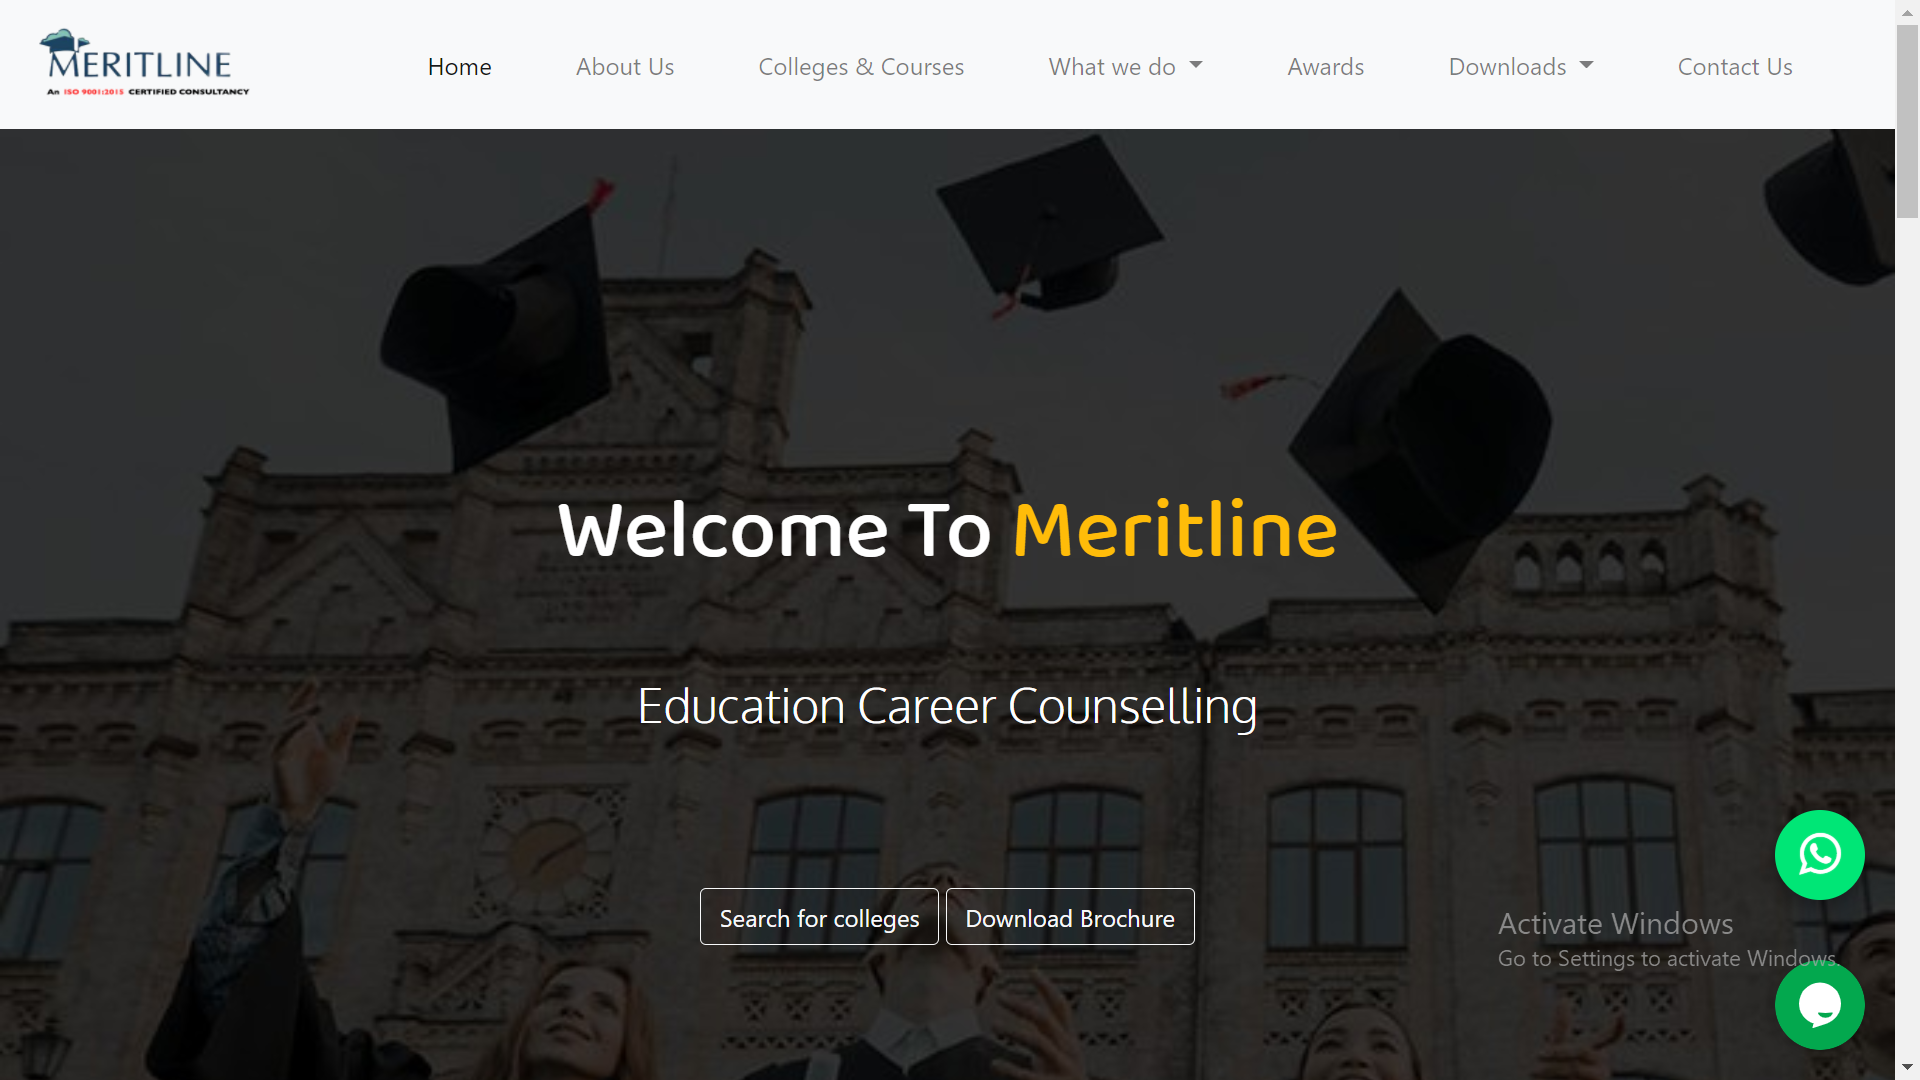 MERITLINE
An ISO 9001:2015 CERTIFIED CONSULTANCY
Home About Us Colleges & Courses What we do Awards Downloads Contact Us
Welcome To Meritline
Education Career Counselling
Search for colleges Download Brochure
Activate Windows
Go to Settings to activate Windows.